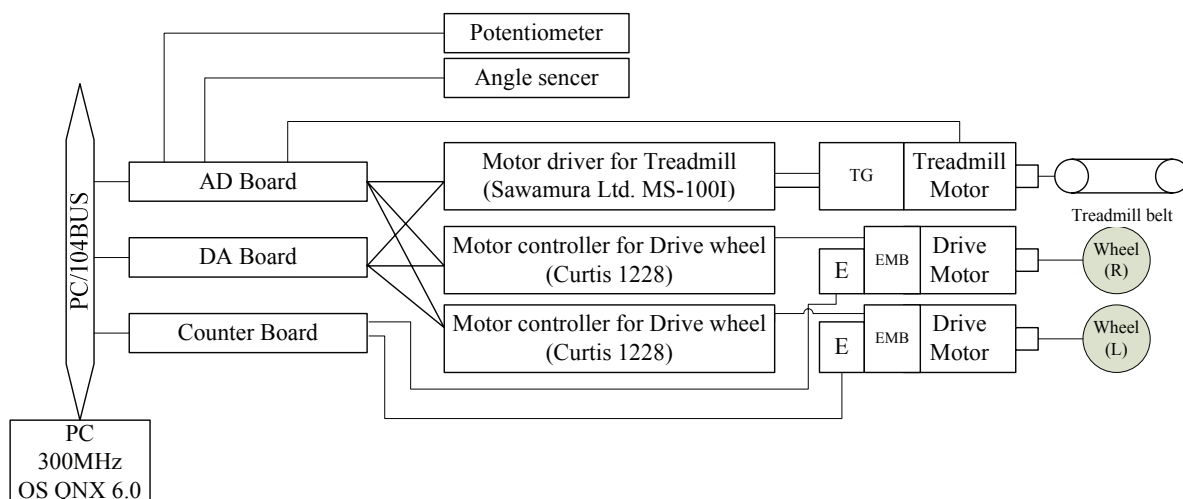 Potentiometer
Angle sencer
AD Board
DA Board
Counter Board
PC/104BUS
PC
300MHz
OS QNX 6.0
Motor driver for Treadmill
(Sawamura Ltd. MS-100I)
Motor controller for Drive wheel
(Curtis 1228)
Motor controller for Drive wheel
(Curtis 1228)
TG
Treadmill
Motor
Treadmill belt
E
EMB
Drive
Motor
Wheel
(R)
E
EMB
Drive
Motor
Wheel
(L)